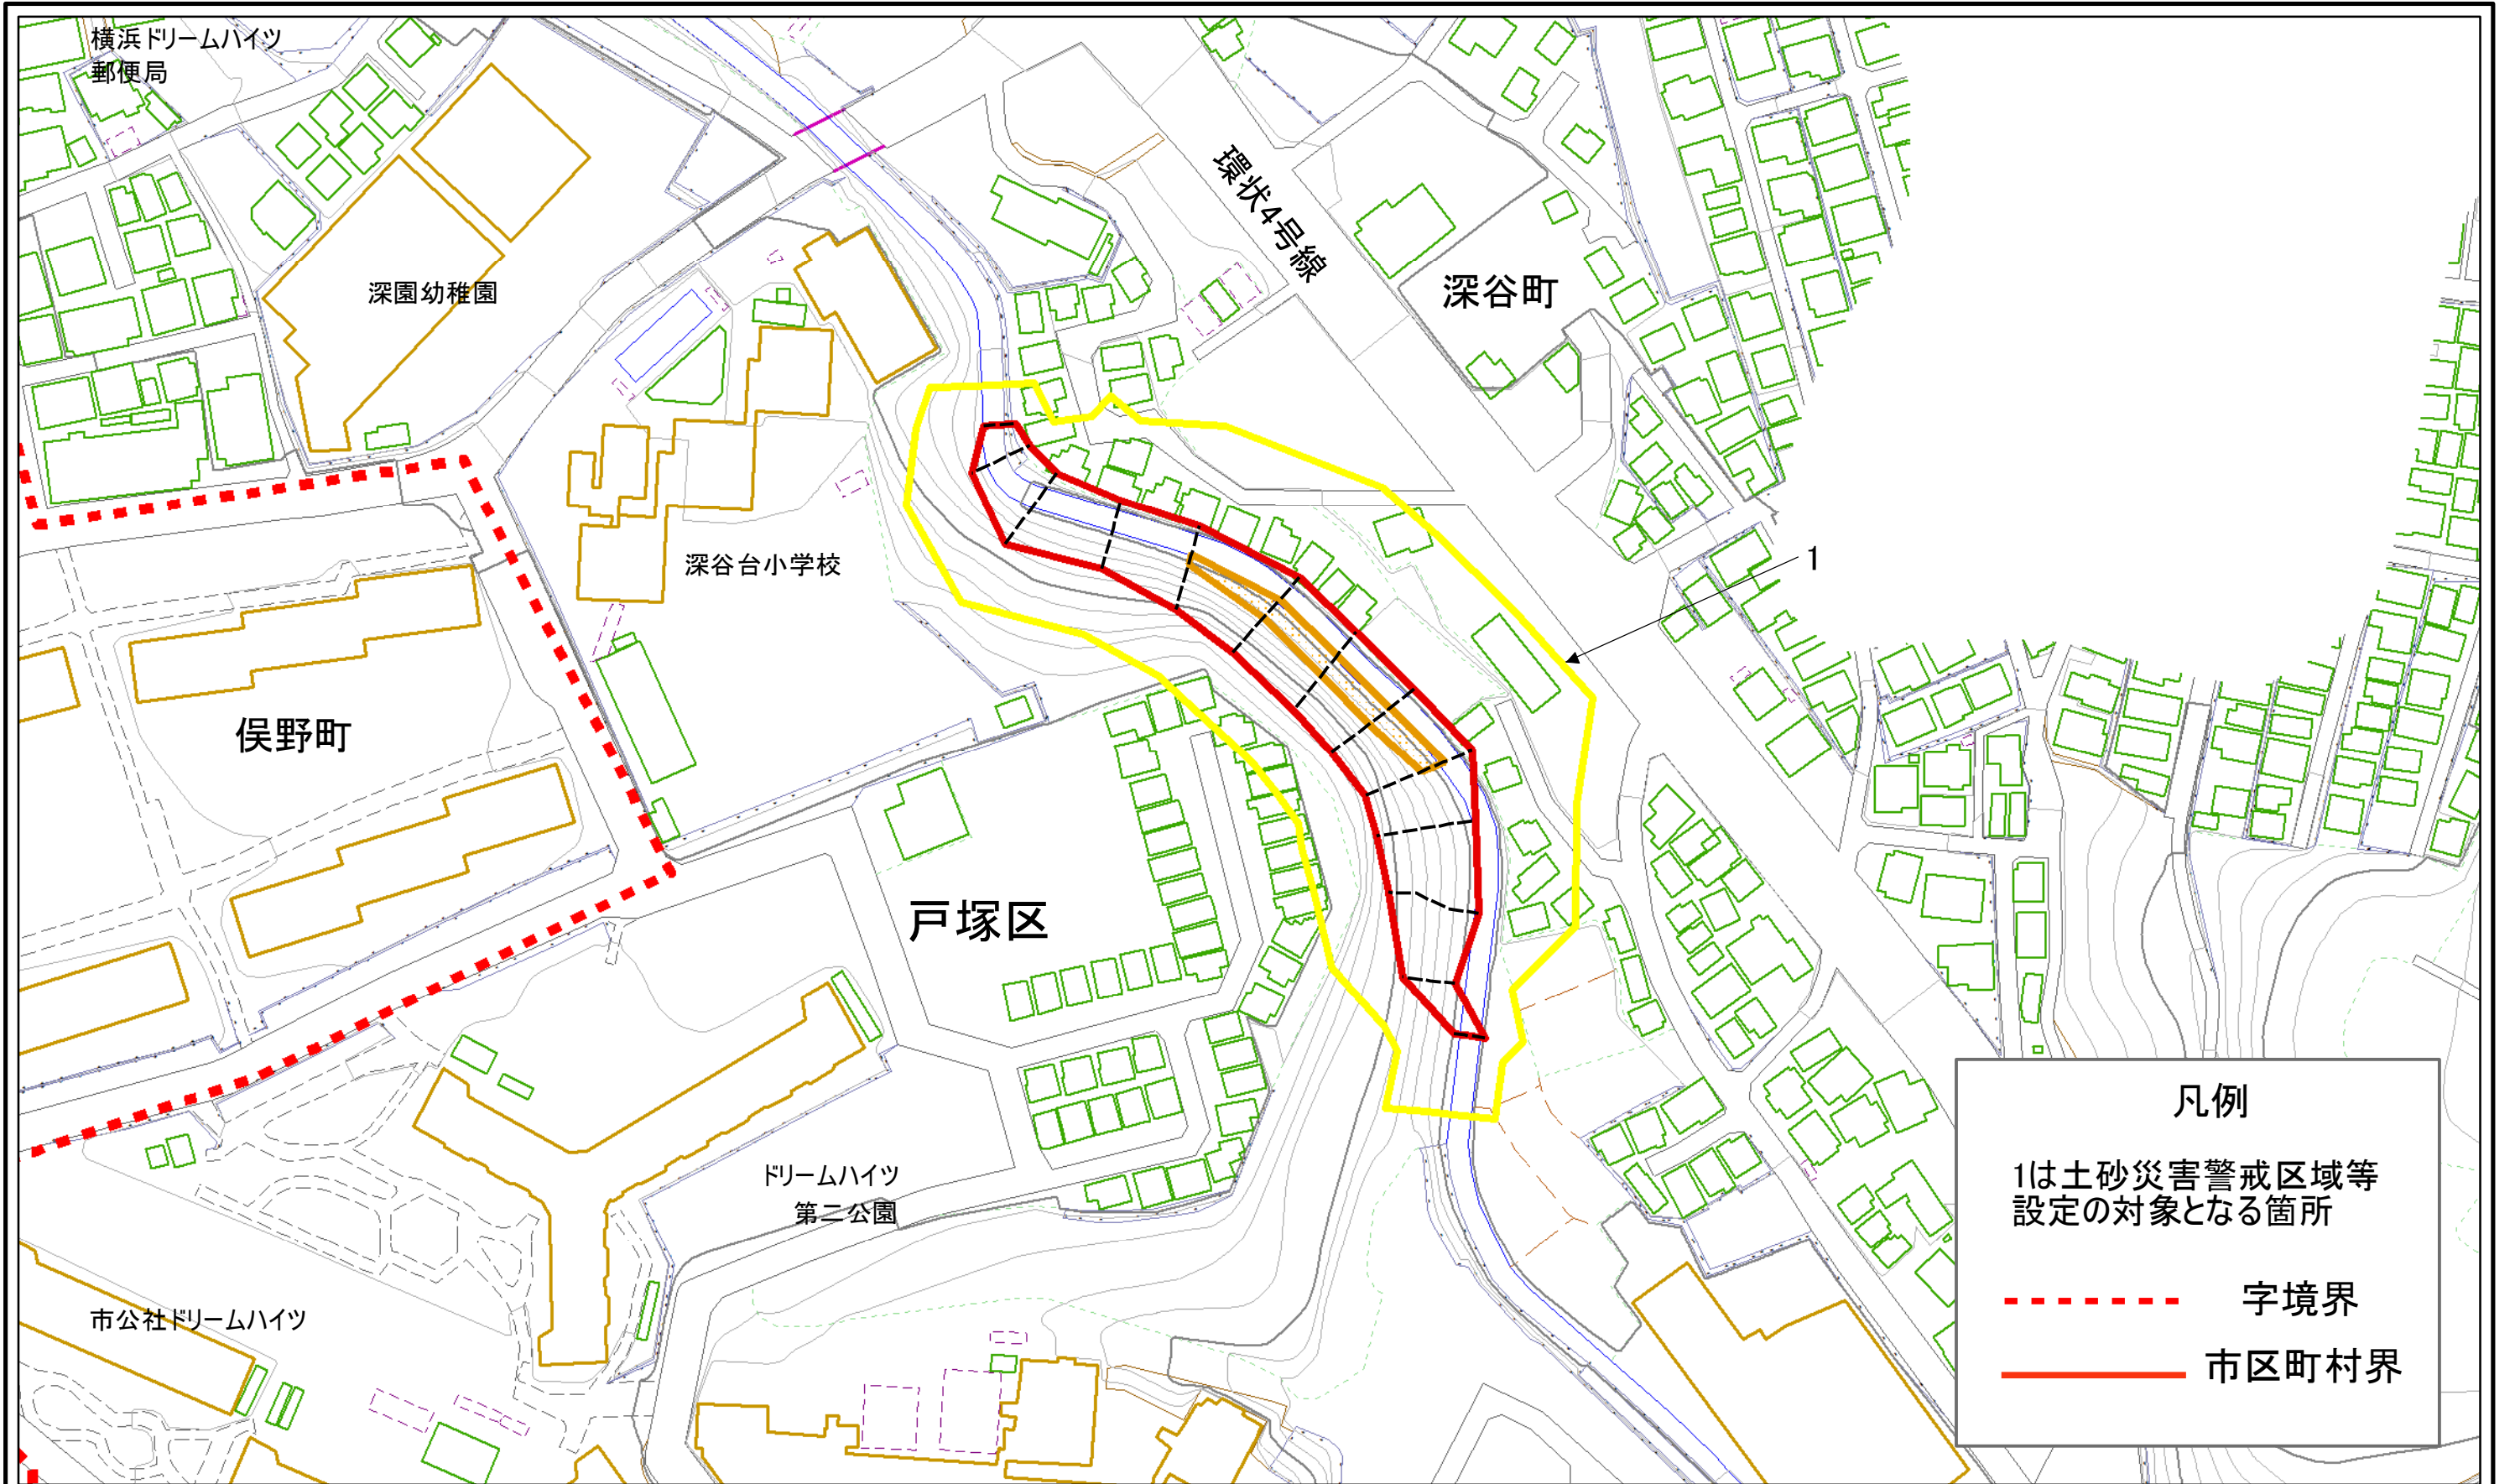 横浜ドリームハイツ
郵便局
環状4号線
深園幼稚園
深谷町
深谷台小学校
1
俣野町
戸塚区
ドリームハイツ
第二公園
市公社ドリームハイツ
凡例
1は土砂災害警戒区域等
設定の対象となる箇所
字境界
市区町村界